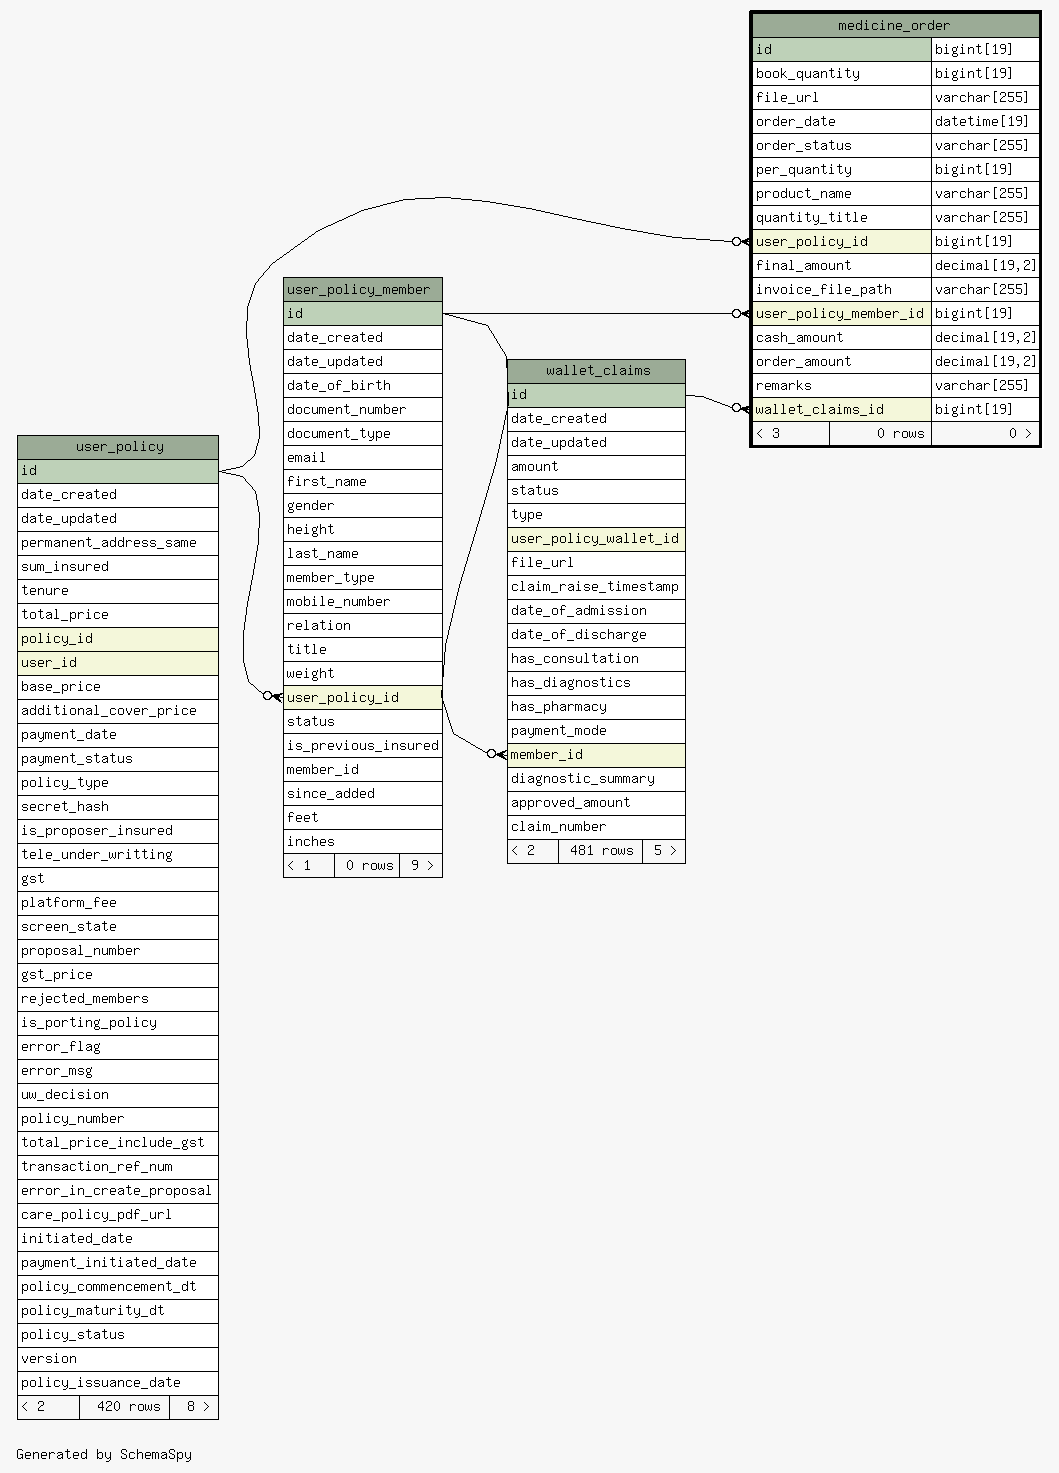 medicine_order
id bigint[19]
book_quantity bigint[19]
file_url varchar[255]
order_date datetime[19]
order_status varchar[255]
per_quantity bigint[19]
product_name varchar[255]
quantity_title varchar[255]
user_policy_id bigint[19]
final_amount decimal[19,2]
invoice_file_path varchar[255]
user_policy_member_id bigint[19]
cash_amount decimal[19,2]
order_amount decimal[19,2]
remarks varchar[255]
wallet_claims_id bigint[19]
< 3 0 rows 0 >
user_policy_member
id
date_created
date_updated
date_of_birth
document_number
document_type
email
first_name
gender
height
last_name
member_type
mobile_number
relation
title
weight
user_policy_id
status
is_previous_insured
member_id
since_added
feet
inches
< 1 0 rows 9 >
wallet_claims
id
date_created
date_updated
amount
status
type
user_policy_wallet_id
file_url
claim_raise_timestamp
date_of_admission
date_of_discharge
has_consultation
has_diagnostics
has_pharmacy
payment_mode
member_id
diagnostic_summary
approved_amount
claim_number
< 2 481 rows 5 >
user_policy
id
date_created
date_updated
permanent_address_same
sum_insured
tenure
total_price
policy_id
user_id
base_price
additional_cover_price
payment_date
payment_status
policy_type
secret_hash
is_proposer_insured
tele_under_writting
gst
platform_fee
screen_state
proposal_number
gst_price
rejected_members
is_porting_policy
error_flag
error_msg
uw_decision
policy_number
total_price_include_gst
transaction_ref_num
error_in_create_proposal
care_policy_pdf_url
initiated_date
payment_initiated_date
policy_commencement_dt
policy_maturity_dt
policy_status
version
policy_issuance_date
< 2 420 rows 8 >
Generated by SchemaSpy